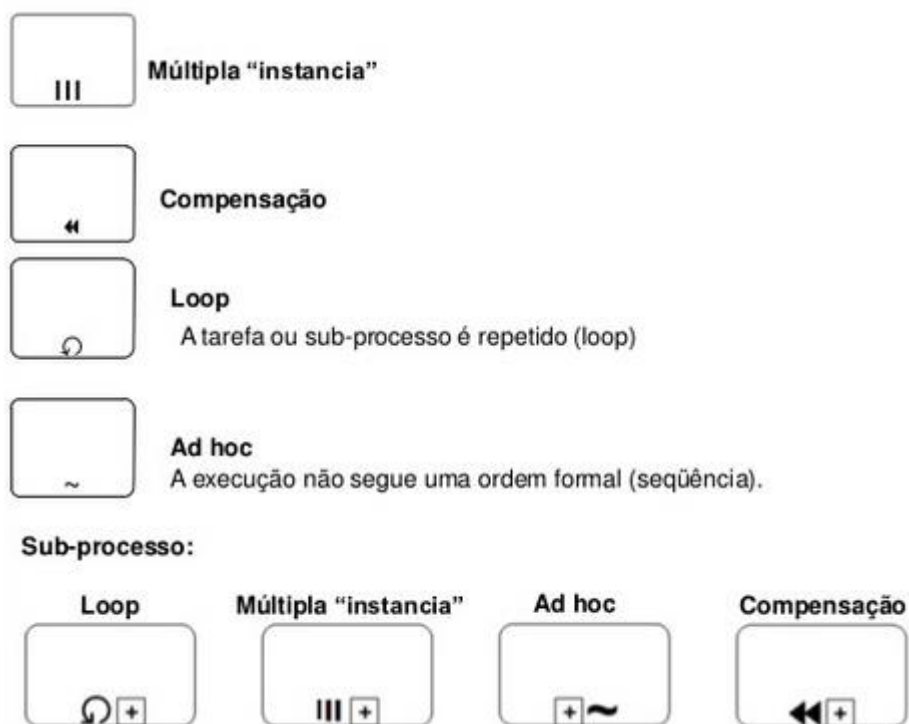 Múltipla “instancia”
Compensação
Loop
A tarefa ou sub-processo é repetido (loop)
Ad hoc
A execução não segue uma ordem formal (seqüência).
Sub-processo:
Loop Múltipla “instancia” Ad hoc Compensação